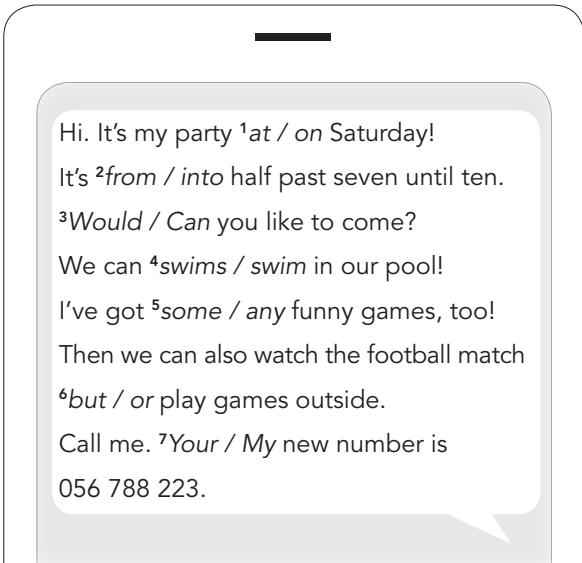 Hi. It's my party ¹at / on Saturday!
It's ²from / into half past seven until ten.
³Would / Can you like to come?
We can ⁴swims / swim in our pool!
I've got ⁵some / any funny games, too!
Then we can also watch the football match
⁶but / or play games outside.
Call me. ⁷Your / My new number is
056 788 223.